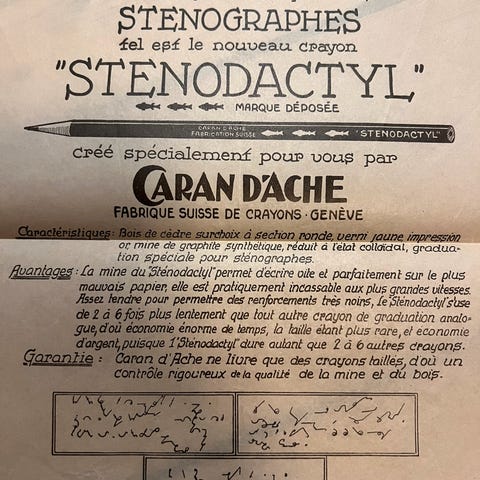 STENOGRAPHES
tel est le nouveau crayon
"STENODACTYL"
MARQUE DÉPOSÉE
CARAN D'ACHE
FABRICATION SUISSE
"STENODACTYL"
créé spécialement pour vous par
CARAN D'ACHE
FABRIQUE SUISSE DE CRAYONS · GENÈVE
Caractéristiques: Bois de cèdre surchoix à section ronde, verni jaune impression
or mine de graphite synthétique, réduit à l'état colloïdal, gradua-
tion spéciale pour sténographes.
Avantages: La mine du "Sténodactyl" permet d'écrire vite et parfaitement sur le plus
mauvais papier, elle est pratiquement incassable aux plus grandes vitesses.
Assez tendre pour permettre des renforcements très noirs, le "Sténodactyl" s'use
de 2 à 6 fois plus lentement que tout autre crayon de graduation analo-
gue, d'où économie énorme de temps, la taille étant plus rare, et économie
d'argent, puisque 1 "Sténodactyl" dure autant que 2 à 6 autres crayons.
Garantie: Caran d'Ache ne livre que des crayons taillés, d'où un
contrôle rigoureux de la qualité de la mine et du bois.